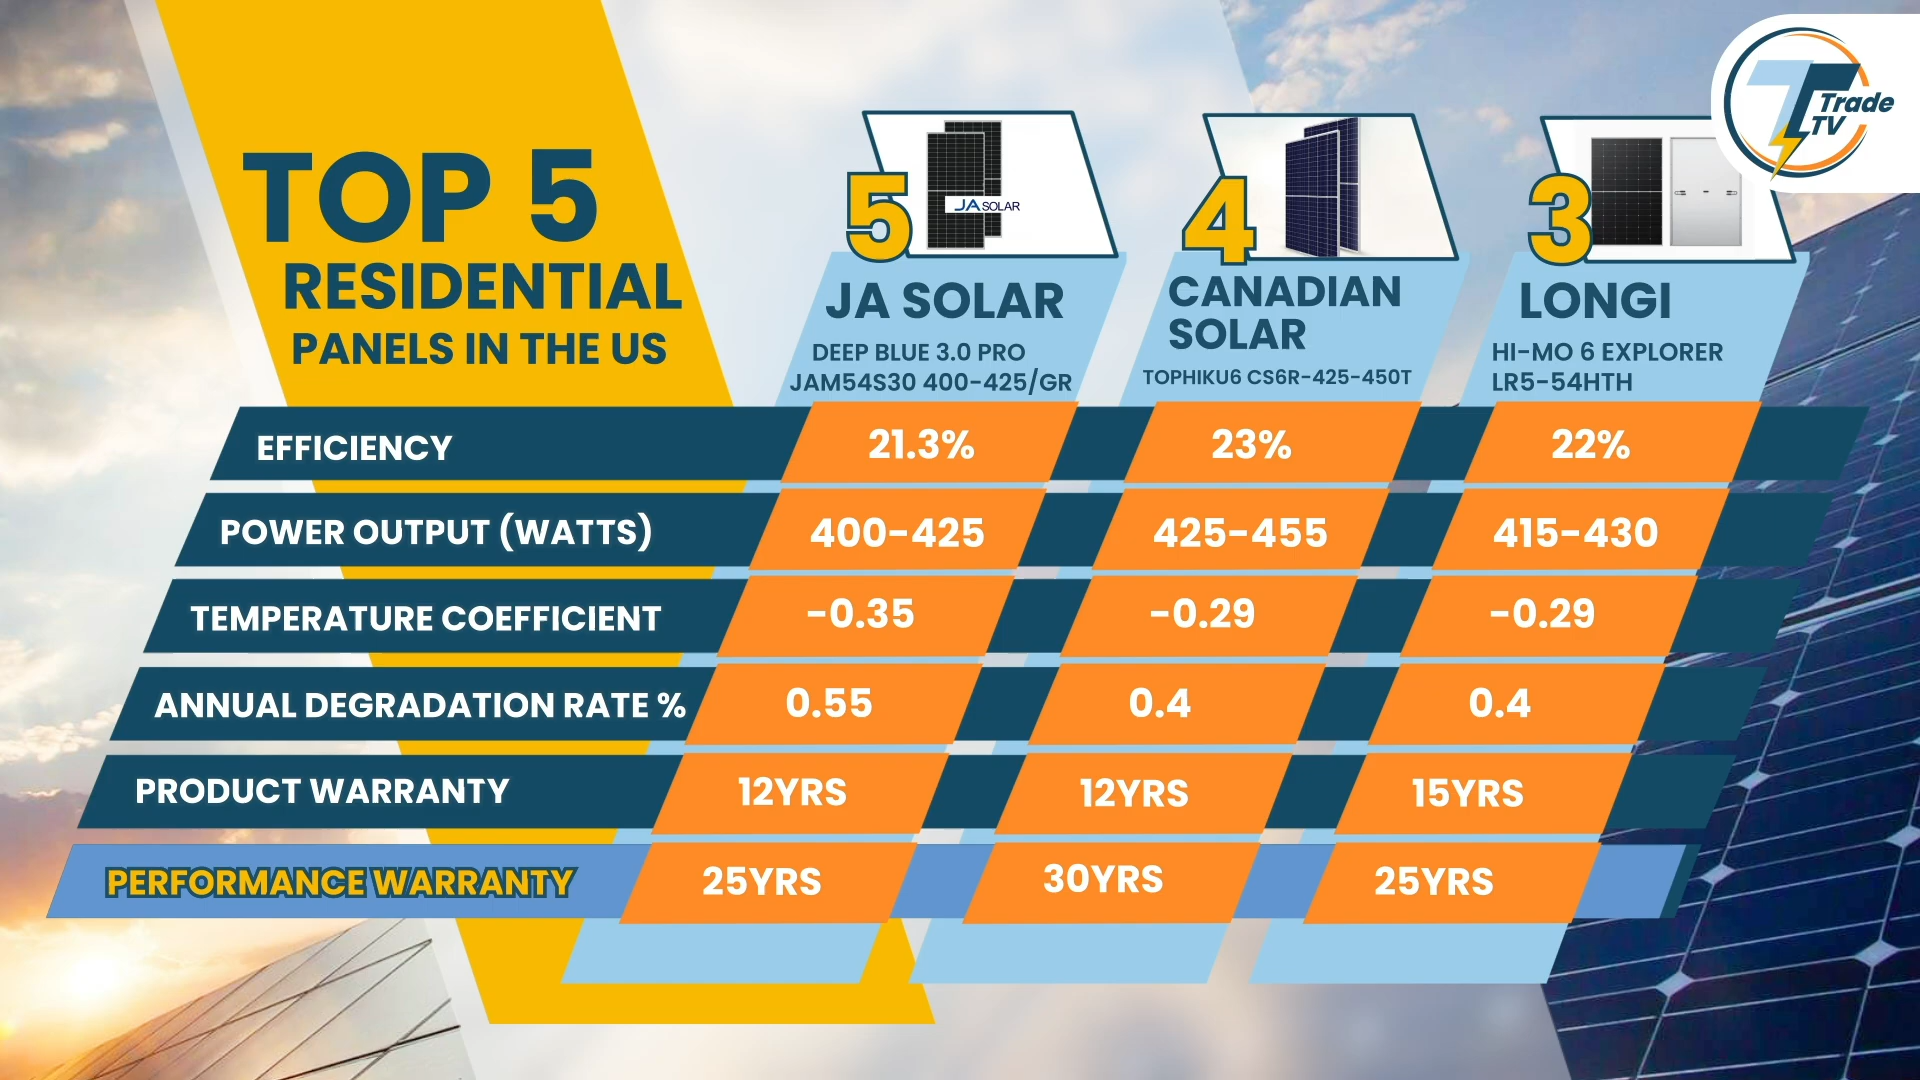 TOP 5
RESIDENTIAL
PANELS IN THE US
Trade
TV
5
JA SOLAR
JA SOLAR
DEEP BLUE 3.0 PRO
JAM54S30 400-425/GR
4
CANADIAN
SOLAR
TOPHIKU6 CS6R-425-450T
3
LONGI
HI-MO 6 EXPLORER
LR5-54HTH
EFFICIENCY 21.3% 23% 22%
POWER OUTPUT (WATTS) 400-425 425-455 415-430
TEMPERATURE COEFFICIENT -0.35 -0.29 -0.29
ANNUAL DEGRADATION RATE % 0.55 0.4 0.4
PRODUCT WARRANTY 12YRS 12YRS 15YRS
PERFORMANCE WARRANTY 25YRS 30YRS 25YRS